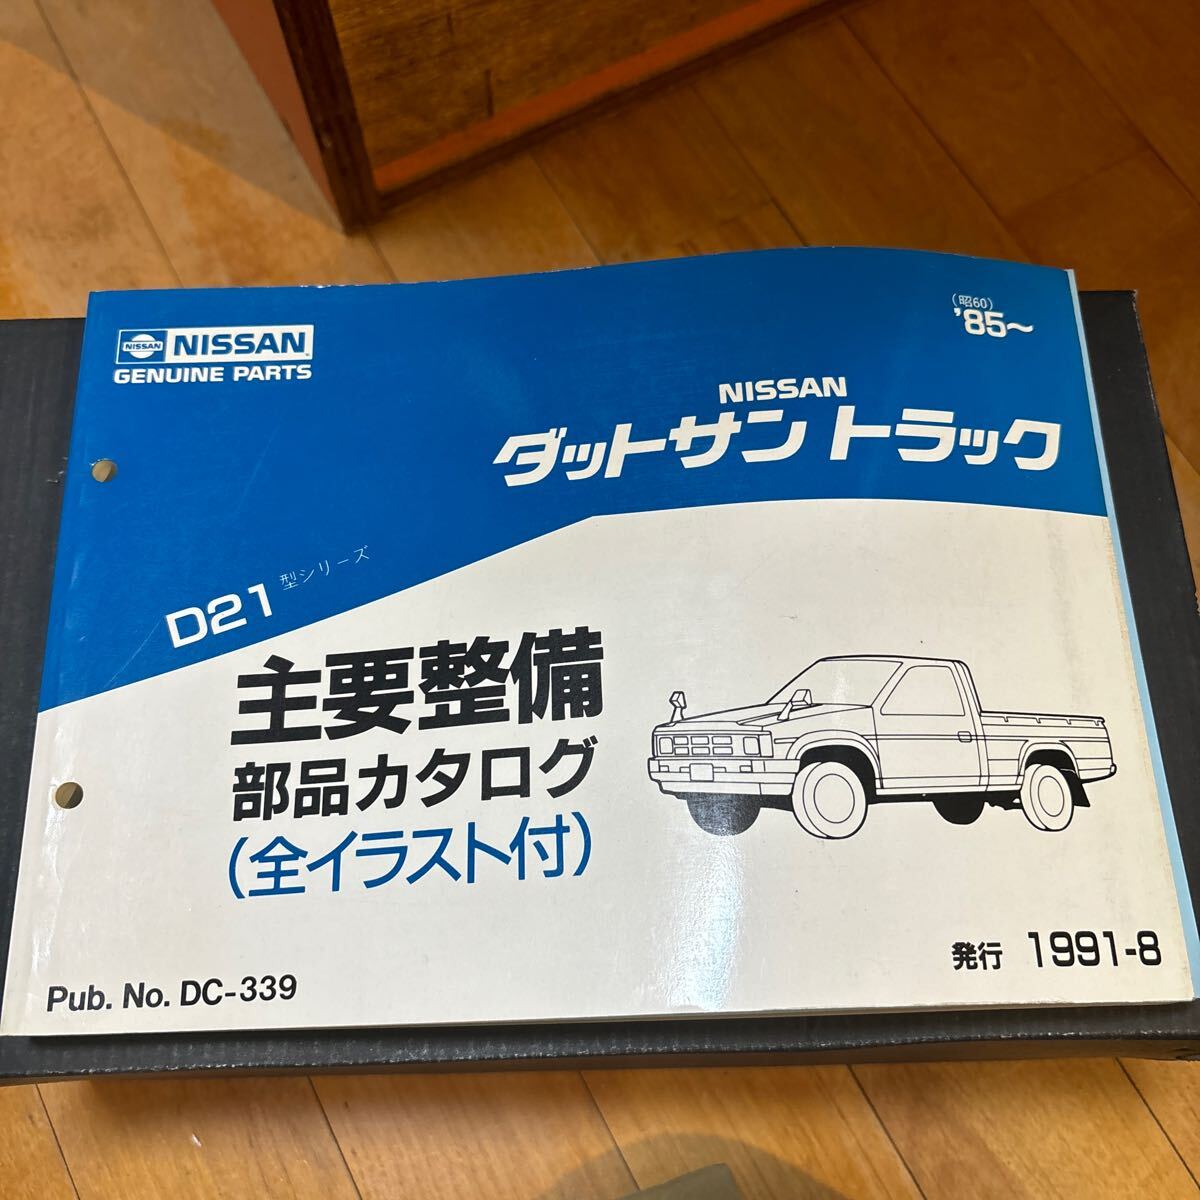 NISSAN NISSAN
GENUINE PARTS
(昭60)
'85~
NISSAN
ダットサン トラック
D21 型シリーズ
主要整備
部品カタログ
(全イラスト付)
発行 1991-8
Pub. No. DC-339